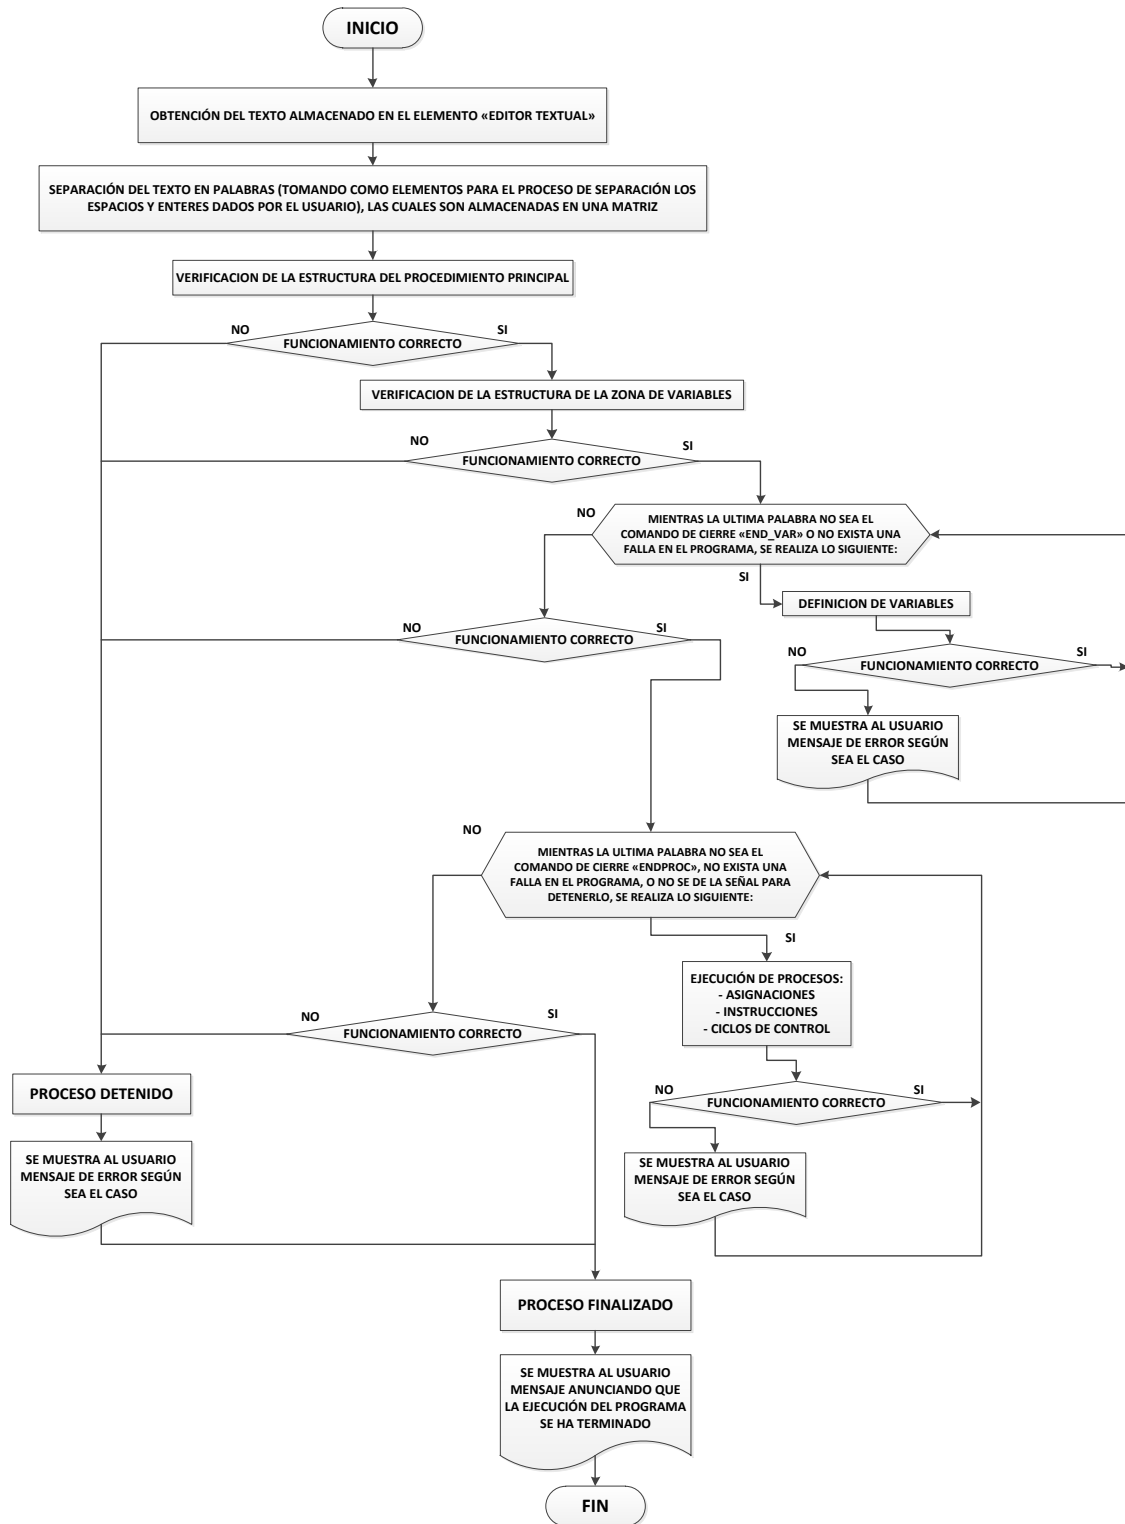 INICIO
OBTENCIÓN DEL TEXTO ALMACENADO EN EL ELEMENTO «EDITOR TEXTUAL»
SEPARACIÓN DEL TEXTO EN PALABRAS (TOMANDO COMO ELEMENTOS PARA EL PROCESO DE SEPARACIÓN LOS
ESPACIOS Y ENTERES DADOS POR EL USUARIO), LAS CUALES SON ALMACENADAS EN UNA MATRIZ
VERIFICACION DE LA ESTRUCTURA DEL PROCEDIMIENTO PRINCIPAL
NO
SI
FUNCIONAMIENTO CORRECTO
VERIFICACION DE LA ESTRUCTURA DE LA ZONA DE VARIABLES
NO
SI
FUNCIONAMIENTO CORRECTO
NO
MIENTRAS LA ULTIMA PALABRA NO SEA EL
COMANDO DE CIERRE «END_VAR» O NO EXISTA UNA
FALLA EN EL PROGRAMA, SE REALIZA LO SIGUIENTE:
SI
DEFINICION DE VARIABLES
NO
SI
FUNCIONAMIENTO CORRECTO
NO
SI
FUNCIONAMIENTO CORRECTO
SE MUESTRA AL USUARIO
MENSAJE DE ERROR SEGÚN
SEA EL CASO
NO
MIENTRAS LA ULTIMA PALABRA NO SEA EL
COMANDO DE CIERRE «ENDPROC», NO EXISTA UNA
FALLA EN EL PROGRAMA, O NO SE DE LA SEÑAL PARA
DETENERLO, SE REALIZA LO SIGUIENTE:
SI
EJECUCIÓN DE PROCESOS:
- ASIGNACIONES
- INSTRUCCIONES
- CICLOS DE CONTROL
NO
SI
FUNCIONAMIENTO CORRECTO
NO
SI
FUNCIONAMIENTO CORRECTO
PROCESO DETENIDO
SE MUESTRA AL USUARIO
MENSAJE DE ERROR SEGÚN
SEA EL CASO
SE MUESTRA AL USUARIO
MENSAJE DE ERROR SEGÚN
SEA EL CASO
PROCESO FINALIZADO
SE MUESTRA AL USUARIO
MENSAJE ANUNCIANDO QUE
LA EJECUCIÓN DEL PROGRAMA
SE HA TERMINADO
FIN